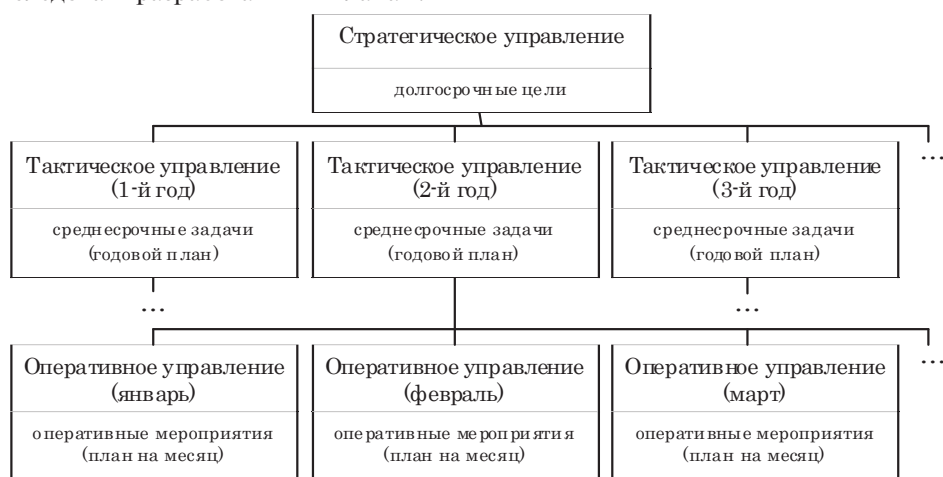 Стратегическое управление
долгосрочные цели
Тактическое управление
(1-й год)
среднесрочные задачи
(годовой план)
Тактическое управление
(2-й год)
среднесрочные задачи
(годовой план)
Тактическое управление
(3-й год)
среднесрочные задачи
(годовой план)
...
...
...
Оперативное управление
(январь)
оперативные мероприятия
(план на месяц)
Оперативное управление
(февраль)
оперативные мероприятия
(план на месяц)
Оперативное управление
(март)
оперативные мероприятия
(план на месяц)
...